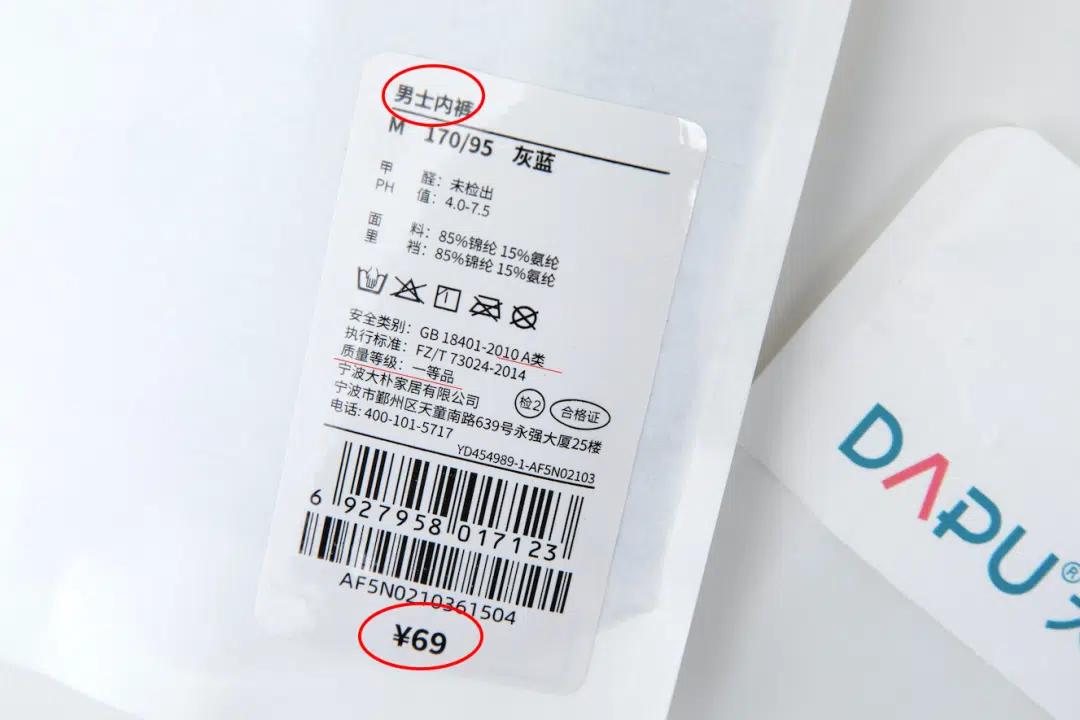 男士内裤
M 170/95 灰蓝
甲 醛：未检出
PH 值：4.0-7.5
面 料：85%锦纶 15%氨纶
里 裆：85%锦纶 15%氨纶
安全类别：GB 18401-2010 A类
执行标准：FZ/T 73024-2014
质量等级：一等品
宁波大朴家居有限公司 检2 合格证
宁波市鄞州区天童南路639号永强大厦25楼
电话: 400-101-5717
YD454989-1-AF5N02103
6 927958 017123
AF5N0210361504
¥69
DAPU®